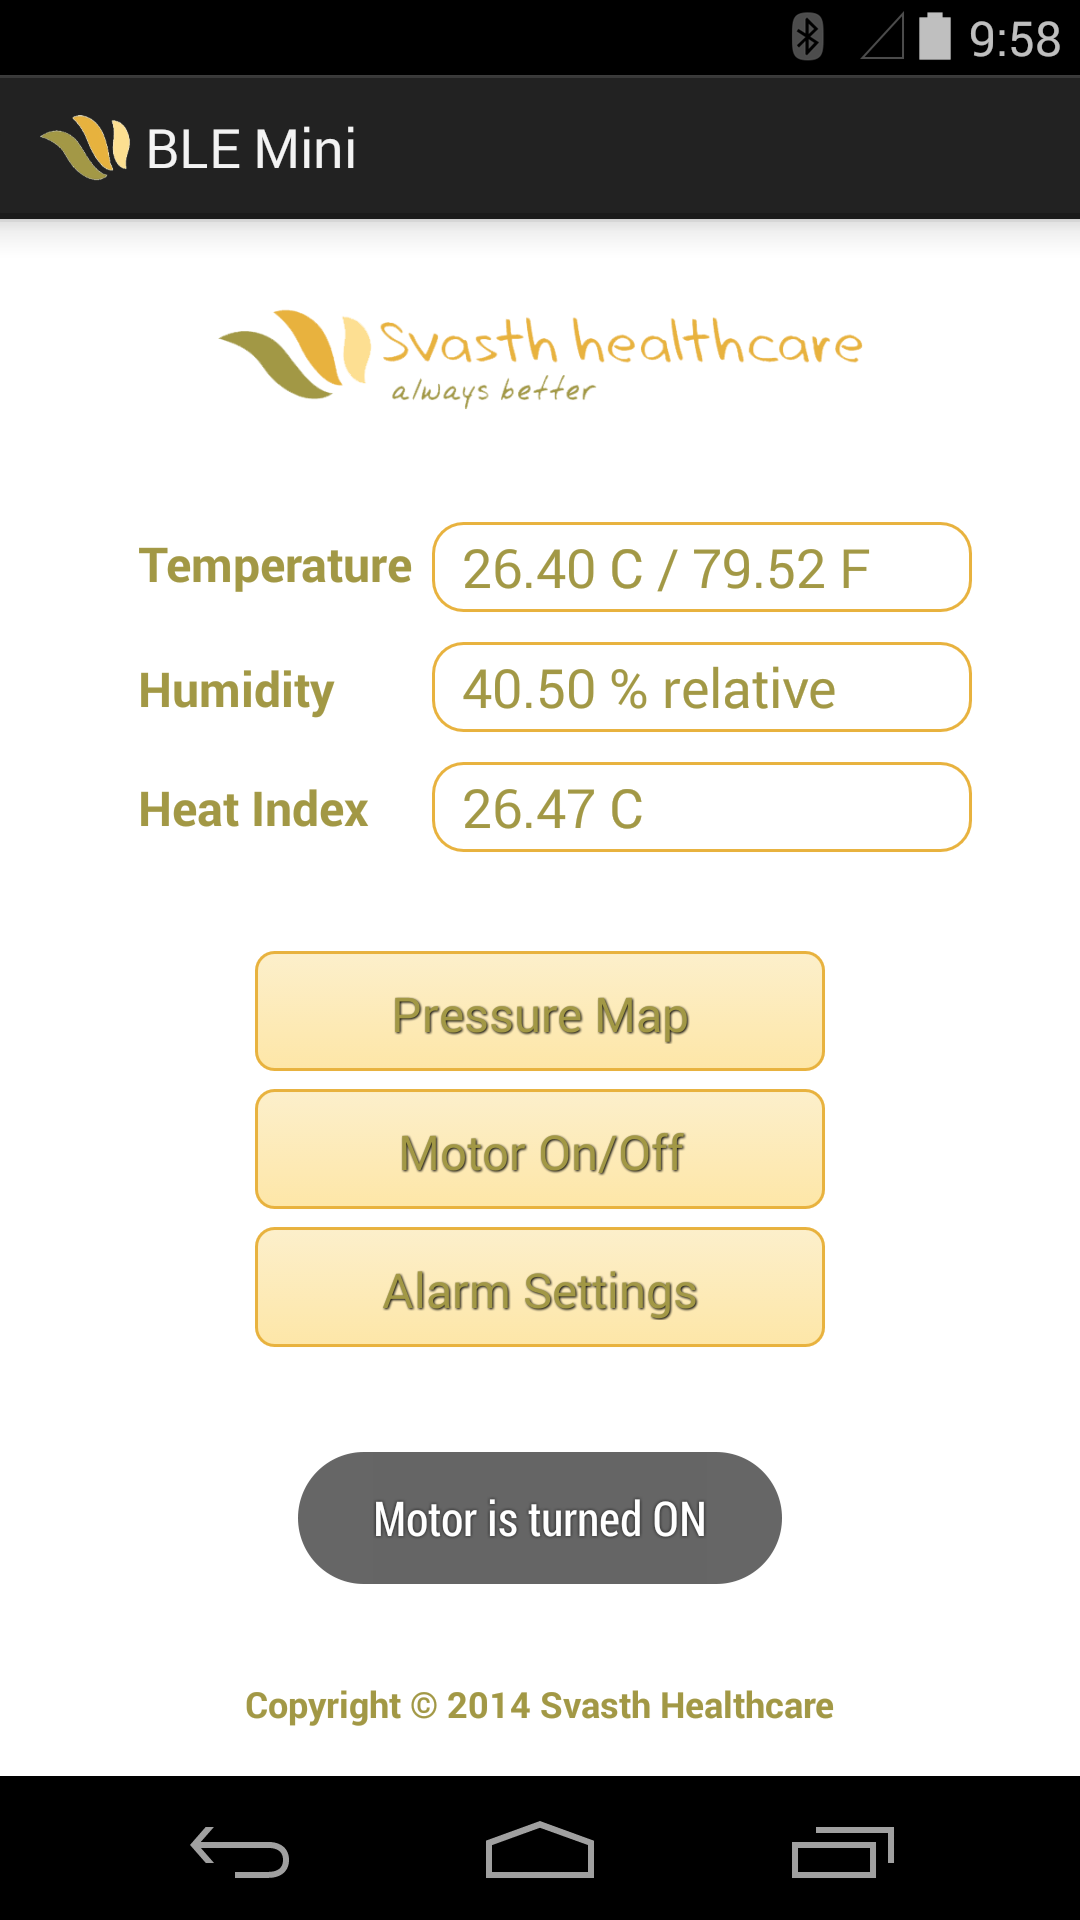 9:58
BLE Mini
Svasth healthcare
always better
Temperature 26.40 C / 79.52 F
Humidity 40.50 % relative
Heat Index 26.47 C
Pressure Map
Motor On/Off
Alarm Settings
Motor is turned ON
Copyright © 2014 Svasth Healthcare